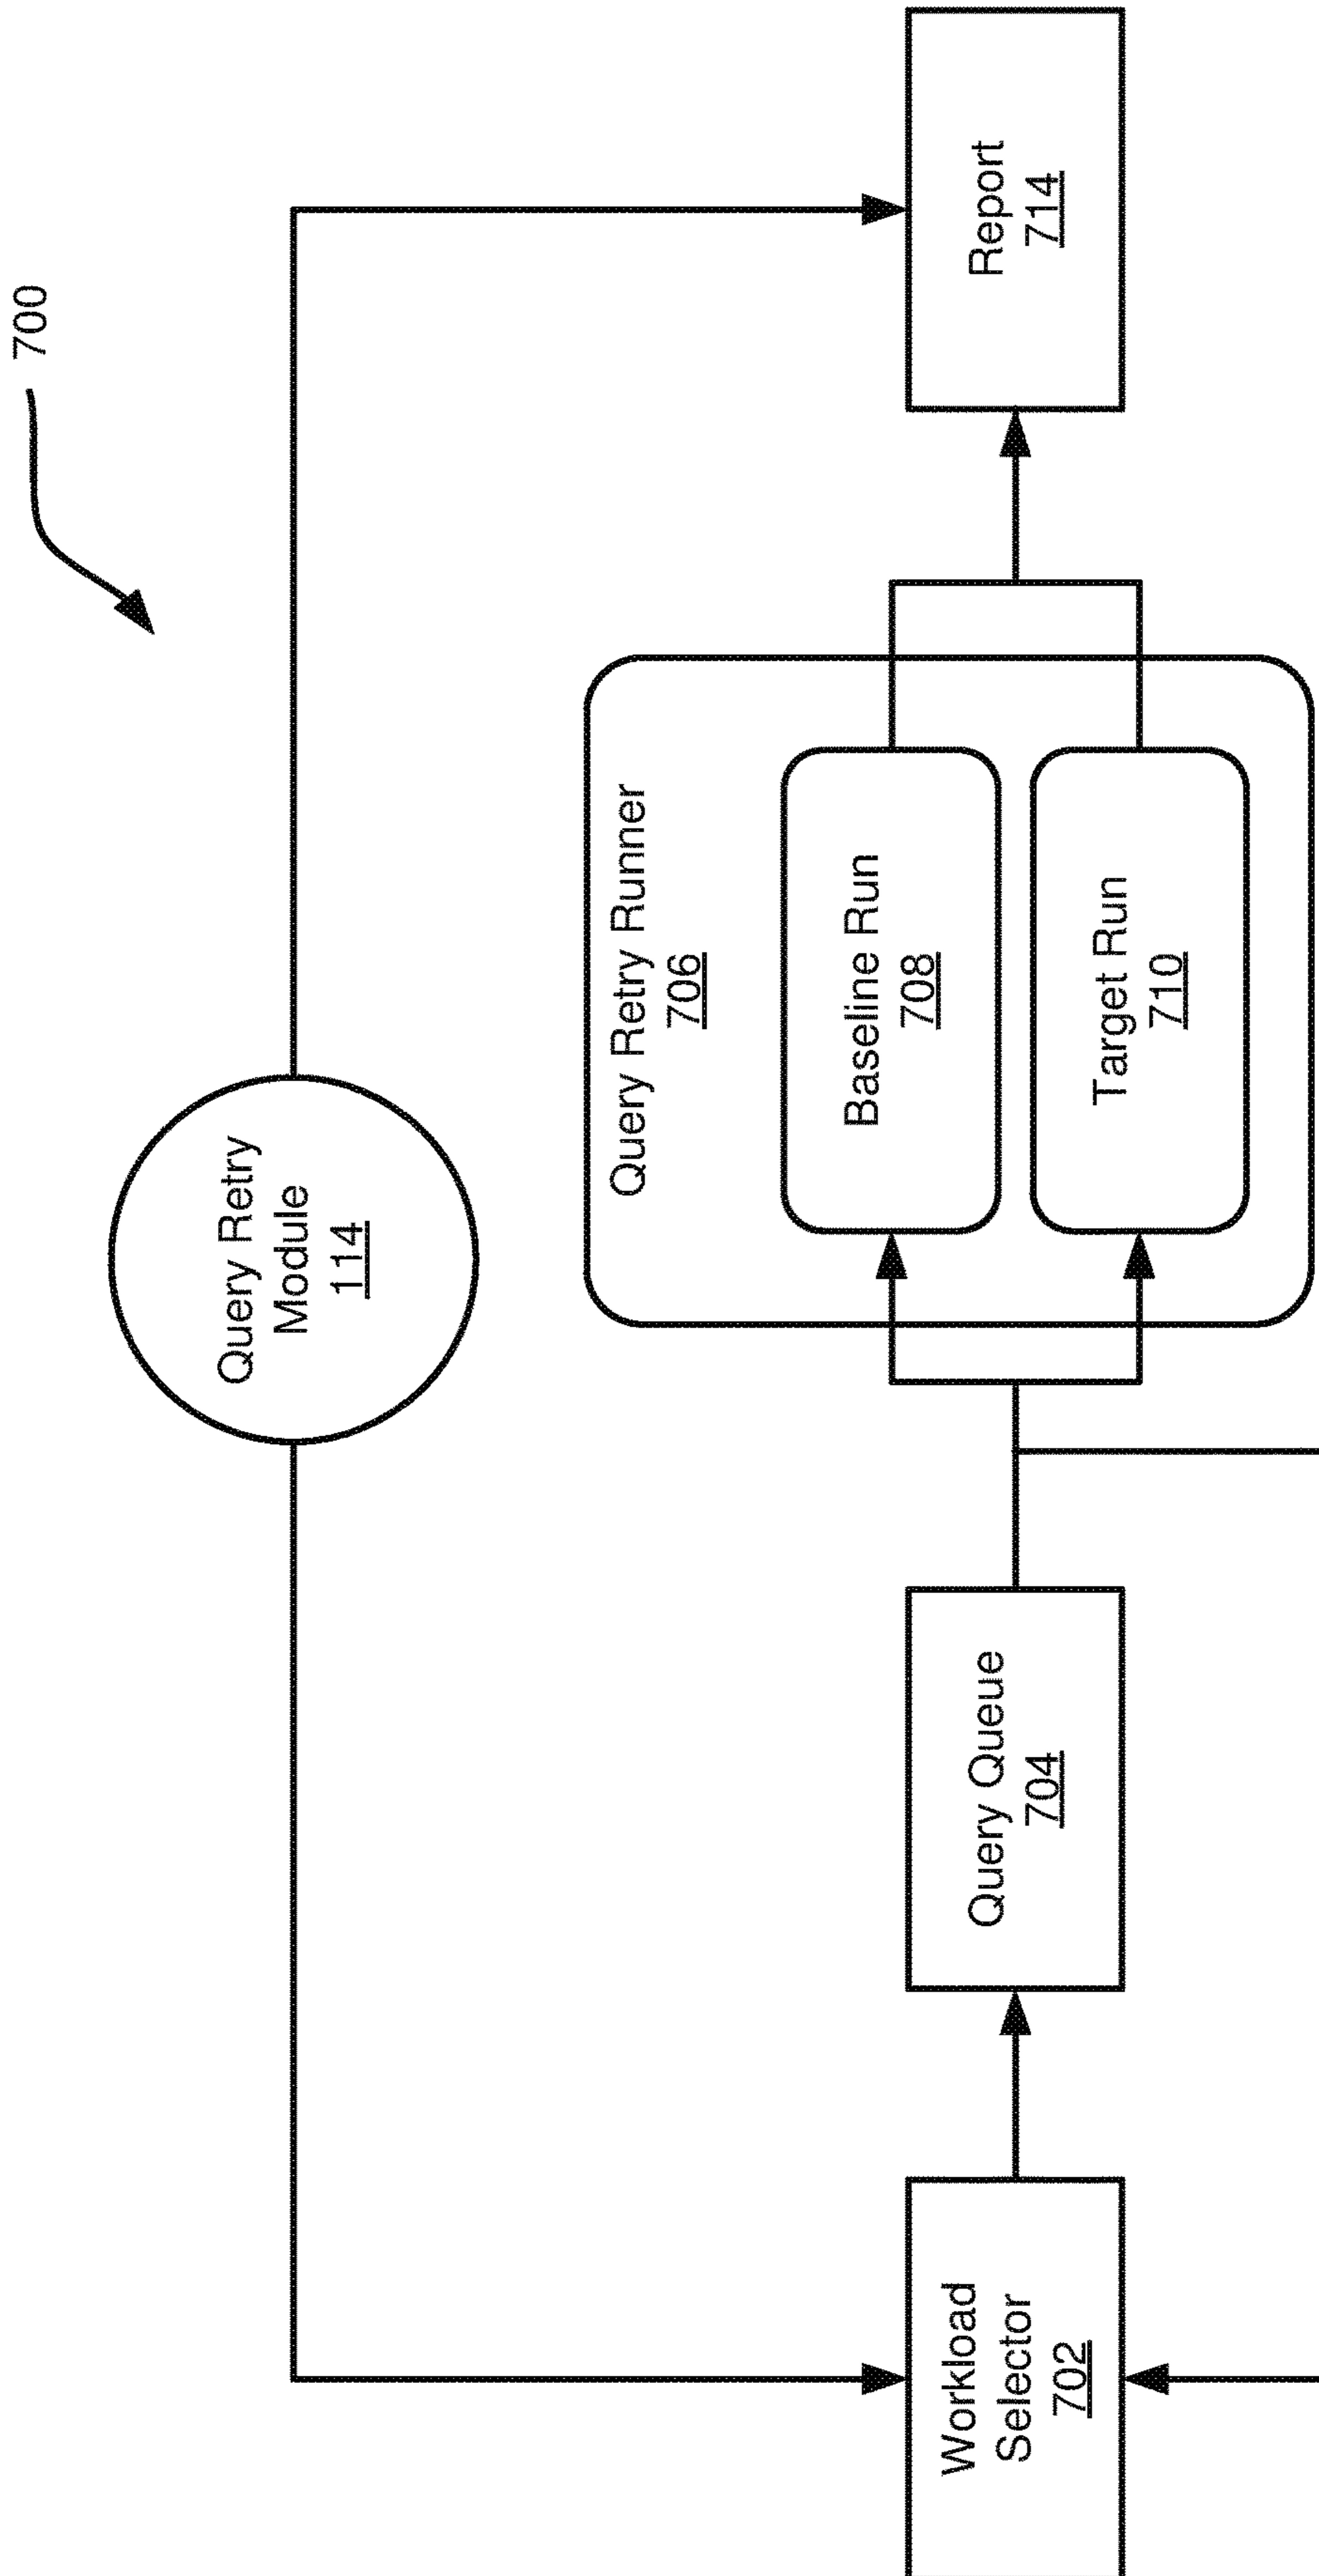 700
Query Retry
Module
114
Query Retry Runner
706
Workload
Selector
702
Query Queue
704
Baseline Run
708
Target Run
710
Report
714